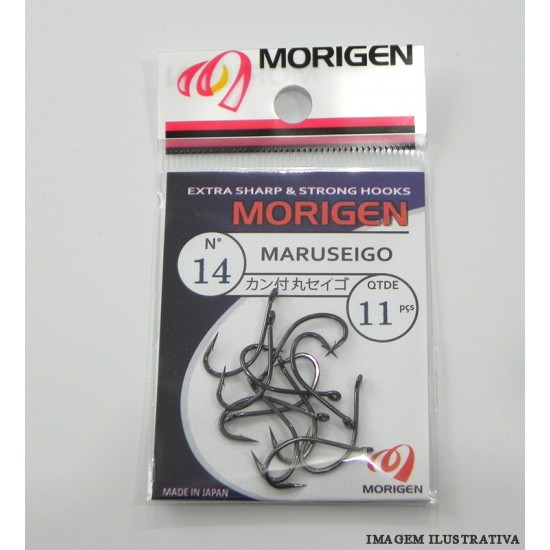 MORIGEN
EXTRA SHARP & STRONG HOOKS
MORIGEN
Nº
14
MARUSEIGO
カン付丸セイゴ
QTDE
11 pçs
MADE IN JAPAN
MORIGEN
IMAGEM ILUSTRATIVA